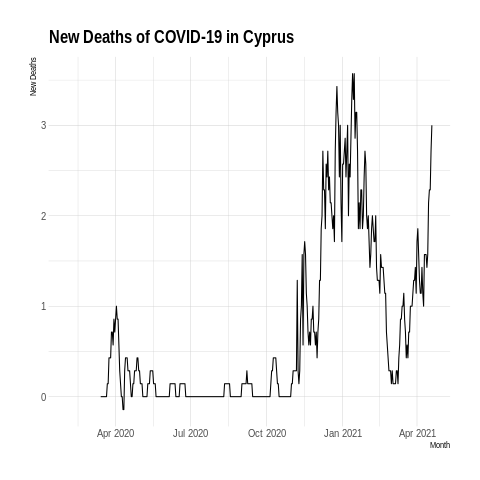 New Deaths of COVID-19 in Cyprus
New Deaths
3
2
1
0
Apr 2020 Jul 2020 Oct 2020 Jan 2021 Apr 2021
Month